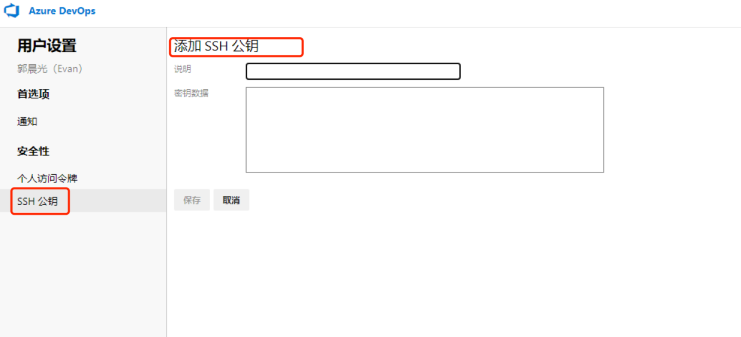 Azure DevOps
用户设置
郭晨光（Evan）
首选项
通知
安全性
个人访问令牌
SSH 公钥
添加 SSH 公钥
说明
密钥数据
保存 取消